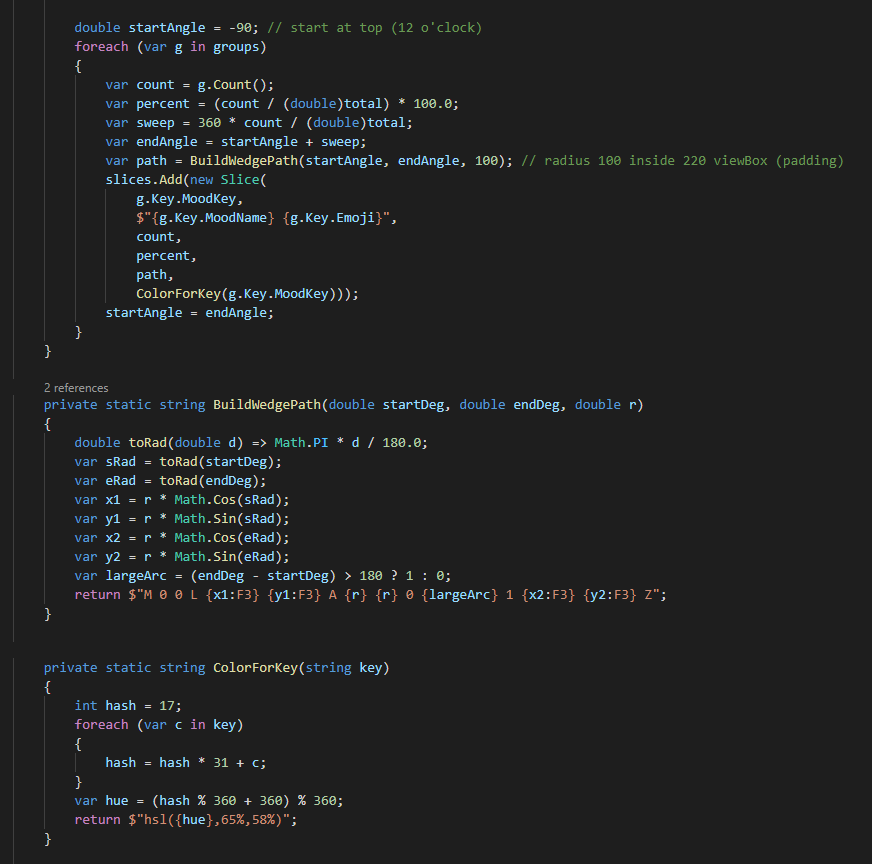 double startAngle = -90; // start at top (12 o'clock)
foreach (var g in groups)
{
var count = g.Count();
var percent = (count / (double)total) * 100.0;
var sweep = 360 * count / (double)total;
var endAngle = startAngle + sweep;
var path = BuildWedgePath(startAngle, endAngle, 100); // radius 100 inside 220 viewBox (padding)
slices.Add(new Slice(
g.Key.MoodKey,
$"{g.Key.MoodName} {g.Key.Emoji}",
count,
percent,
path,
ColorForKey(g.Key.MoodKey)));
startAngle = endAngle;
}
}
2 references
private static string BuildWedgePath(double startDeg, double endDeg, double r)
{
double toRad(double d) => Math.PI * d / 180.0;
var sRad = toRad(startDeg);
var eRad = toRad(endDeg);
var x1 = r * Math.Cos(sRad);
var y1 = r * Math.Sin(sRad);
var x2 = r * Math.Cos(eRad);
var y2 = r * Math.Sin(eRad);
var largeArc = (endDeg - startDeg) > 180 ? 1 : 0;
return $"M 0 0 L {x1:F3} {y1:F3} A {r} {r} 0 {largeArc} 1 {x2:F3} {y2:F3} Z";
}
private static string ColorForKey(string key)
{
int hash = 17;
foreach (var c in key)
{
hash = hash * 31 + c;
}
var hue = (hash % 360 + 360) % 360;
return $"hsl({hue},65%,58%)";
}